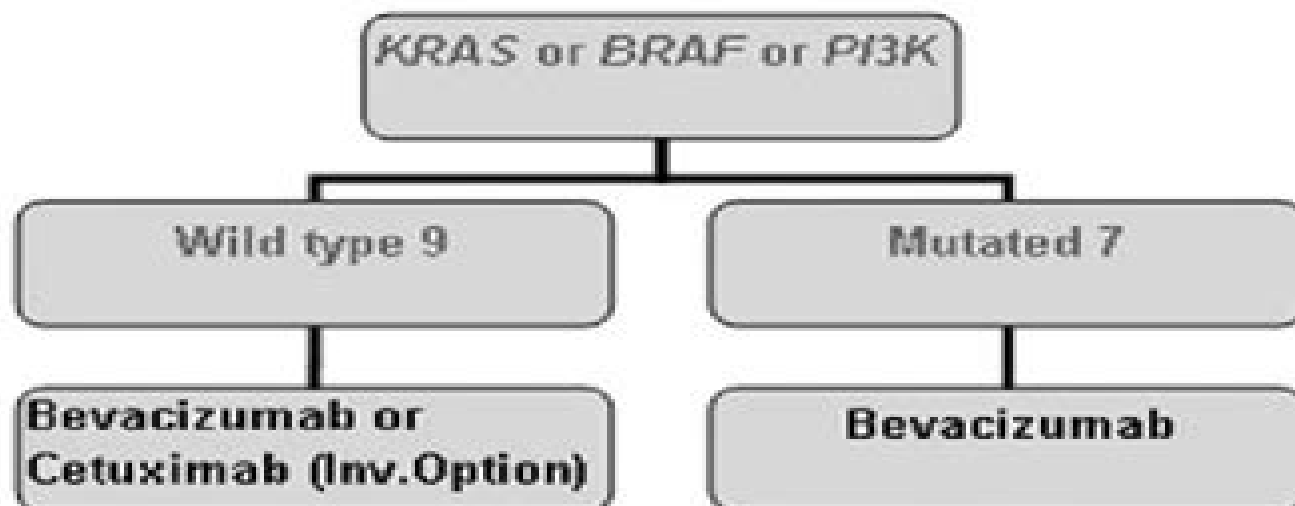 KRAS or BRAF or PI3K
Wild type 9
Mutated 7
Bevacizumab or
Cetuximab (Inv.Option)
Bevacizumab